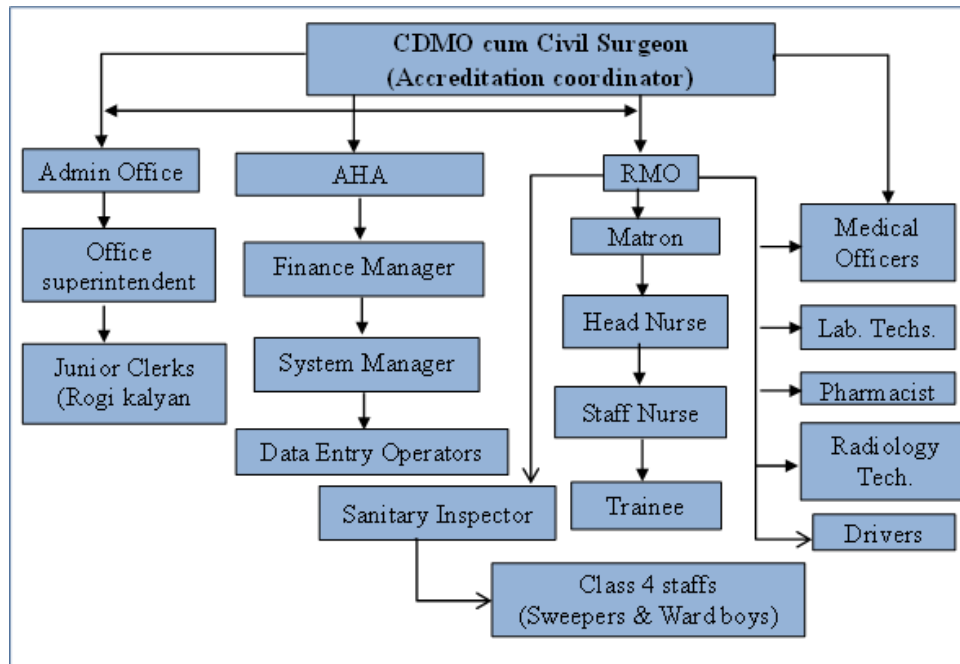 CDMO cum Civil Surgeon
(Accreditation coordinator)
Admin Office
AHA
RMO
Office
superintendent
Finance Manager
Matron
Medical
Officers
Junior Clerks
(Rogi kalyan
System Manager
Head Nurse
Lab. Techs.
Data Entry Operators
Staff Nurse
Pharmacist
Radiology
Tech.
Sanitary Inspector
Trainee
Drivers
Class 4 staffs
(Sweepers & Ward boys)